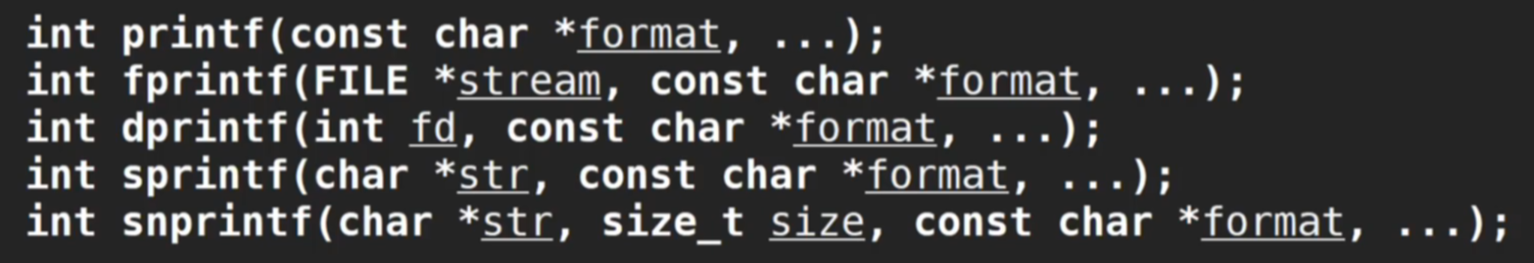 int printf(const char *format, ...);
int fprintf(FILE *stream, const char *format, ...);
int dprintf(int fd, const char *format, ...);
int sprintf(char *str, const char *format, ...);
int snprintf(char *str, size_t size, const char *format, ...);